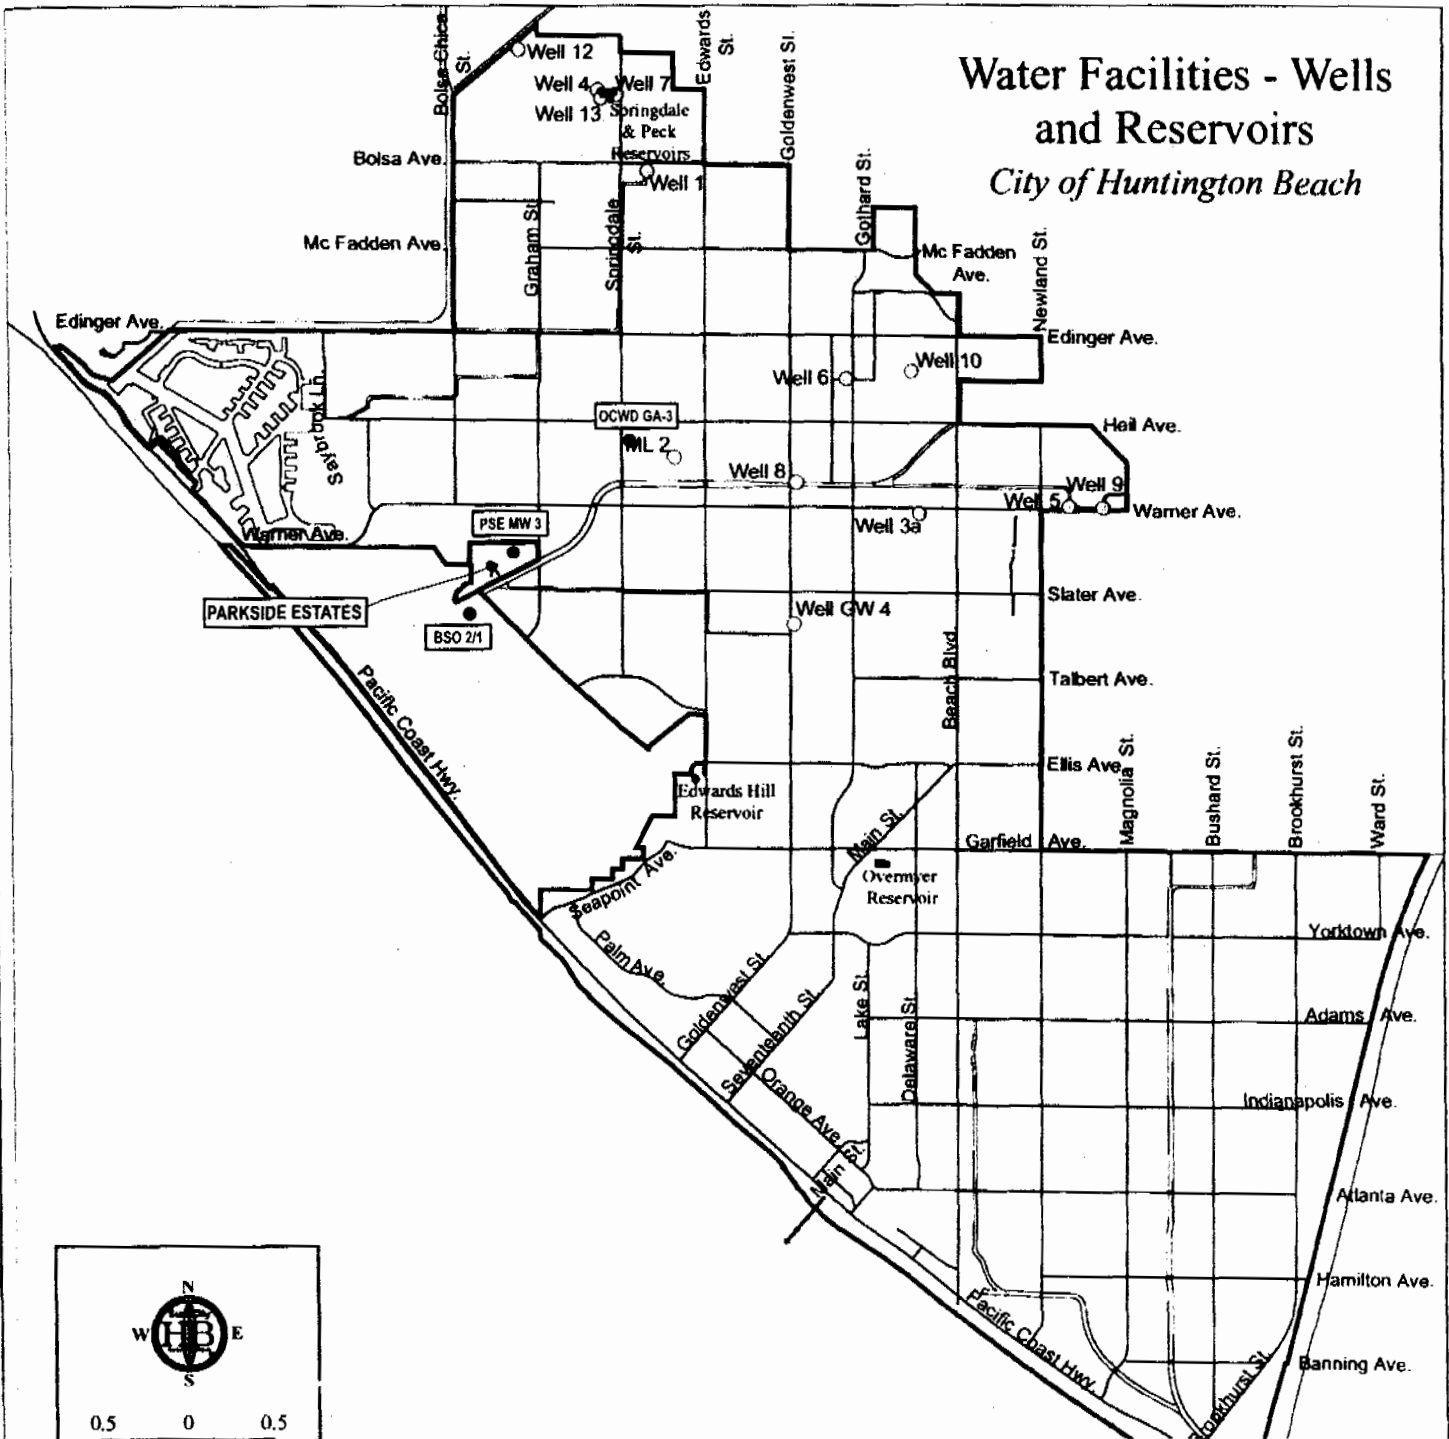 Water Facilities - Wells
and Reservoirs
City of Huntington Beach
Bolsa Chica
St.
Edwards
St.
Goldenwest St.
Well 12
Well 4
Well 7
Well 13
Springdale
& Peck
Reservoirs
Bolsa Ave.
Well 1
Gothard St.
Graham St.
Springdale
St.
Mc Fadden Ave.
Mc Fadden
Ave.
Newland St.
Edinger Ave.
Edinger Ave.
Well 10
Well 6
Saybrook Ln.
OCWD GA-3
ML 2
Heil Ave.
Well 8
Well 9
Well 5
Warner Ave.
Well 3a
PSE MW 3
Warner Ave.
Slater Ave.
PARKSIDE ESTATES
Well GW 4
BSO 2/1
Beach Blvd.
Talbert Ave.
Pacific Coast Hwy.
Ellis Ave.
Magnolia St.
Bushard St.
Brookhurst St.
Ward St.
Edwards Hill
Reservoir
Main St.
Garfield Ave.
Overmyer
Reservoir
Seapoint Ave.
Palm Ave.
Yorktown Ave.
Goldenwest St.
Seventeenth St.
Lake St.
Delaware St.
Adams Ave.
Orange Ave.
Indianapolis Ave.
Main St.
Atlanta Ave.
Hamilton Ave.
Pacific Coast Hwy.
Brookhurst St.
Banning Ave.
N
W HB E
S
0.5 0 0.5